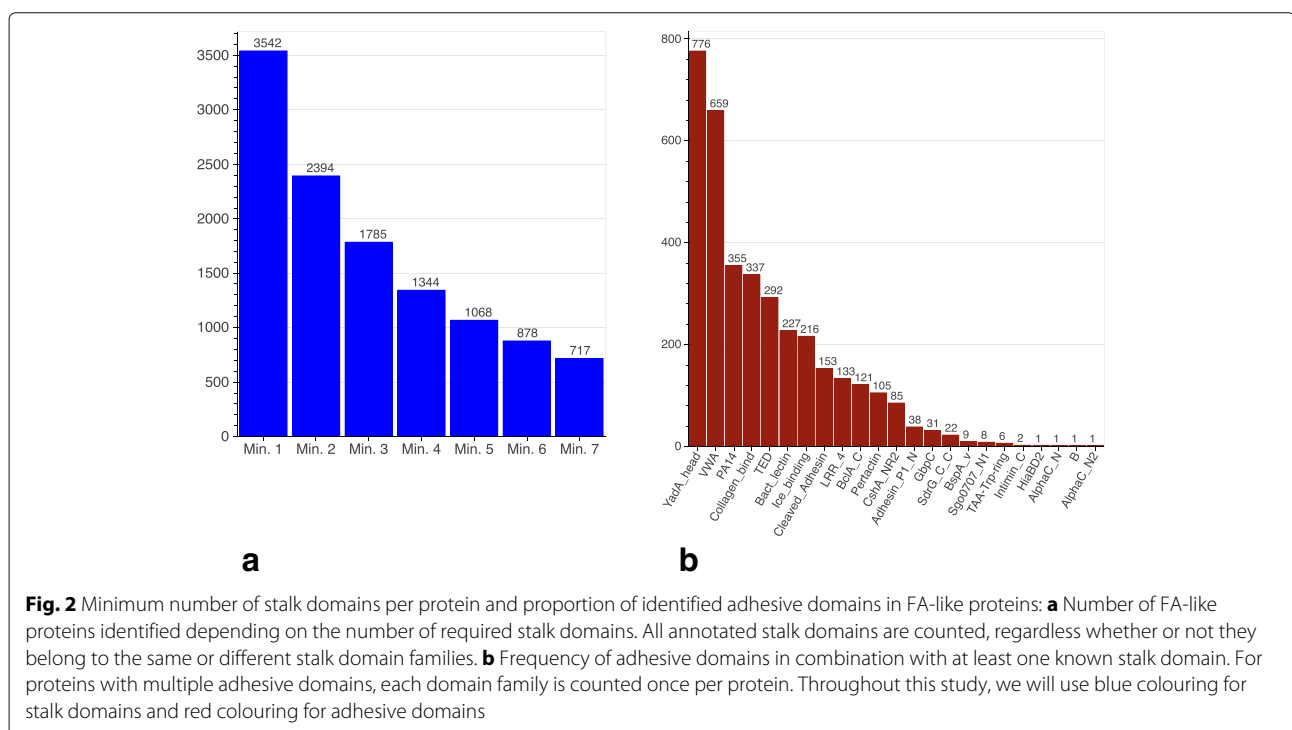 3500
3000
2500
2000
1500
1000
500
0
3542
2394
1785
1344
1068
878
717
Min. 1 Min. 2 Min. 3 Min. 4 Min. 5 Min. 6 Min. 7
a
800
600
400
200
0
776
659
355
337
292
227
216
153
133
121
105
85
38
31
22
9
8
6
2
1
1
1
1
YadA_head
VWA
PA14
Collagen_bind
TED
Bact_lectin
Ice_binding
Cleaved_Adhesin
LRR_4
BclA_C
Pertactin
CshA_NR2
Adhesin_P1_N
GbpC
SdrG_C_C
BspA_v
Sgo0707_N1
TAA-Trp-ring
Intimin_C
HiaBD2
AlphaC_N
B
AlphaC_N2
b
Fig. 2 Minimum number of stalk domains per protein and proportion of identified adhesive domains in FA-like proteins: a Number of FA-like
proteins identified depending on the number of required stalk domains. All annotated stalk domains are counted, regardless whether or not they
belong to the same or different stalk domain families. b Frequency of adhesive domains in combination with at least one known stalk domain. For
proteins with multiple adhesive domains, each domain family is counted once per protein. Throughout this study, we will use blue colouring for
stalk domains and red colouring for adhesive domains